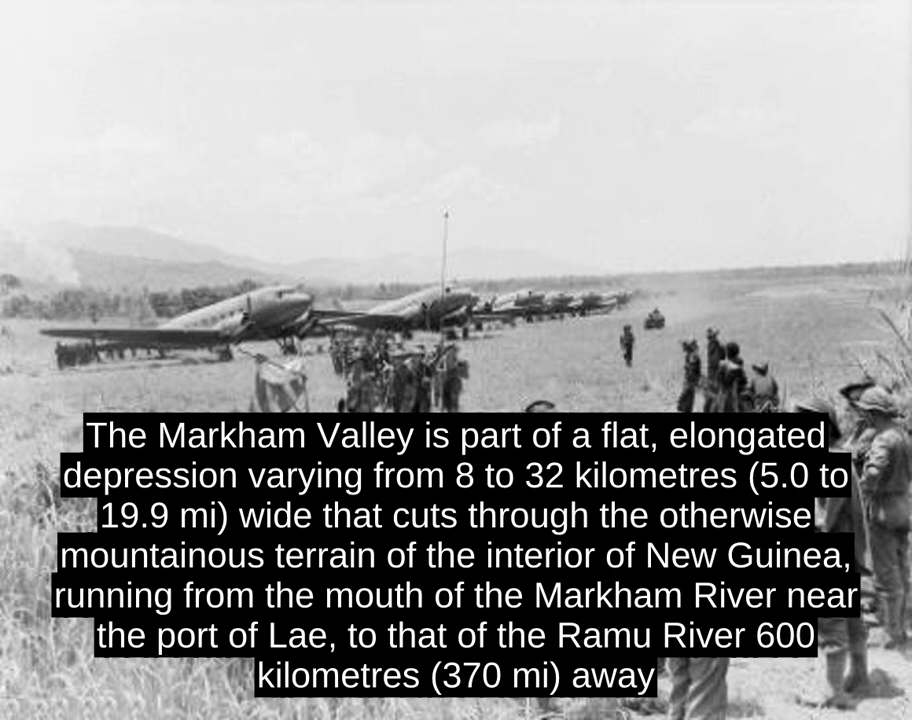 The Markham Valley is part of a flat, elongated
depression varying from 8 to 32 kilometres (5.0 to
19.9 mi) wide that cuts through the otherwise
mountainous terrain of the interior of New Guinea,
running from the mouth of the Markham River near
the port of Lae, to that of the Ramu River 600
kilometres (370 mi) away